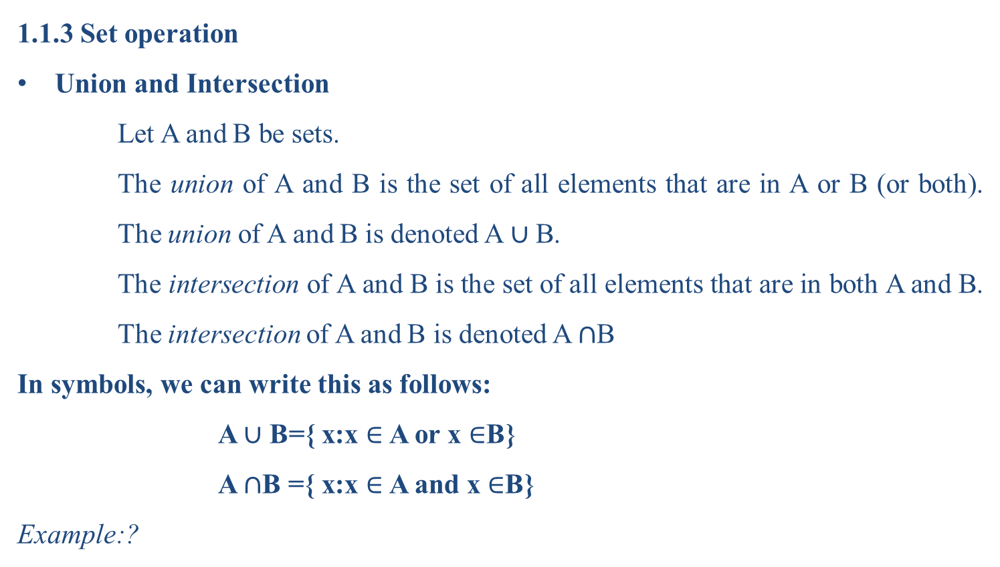 1.1.3 Set operation
• Union and Intersection
Let A and B be sets.
The union of A and B is the set of all elements that are in A or B (or both).
The union of A and B is denoted A ∪ B.
The intersection of A and B is the set of all elements that are in both A and B.
The intersection of A and B is denoted A ∩B
In symbols, we can write this as follows:
A ∪ B={ x:x ∈ A or x ∈B}
A ∩B ={ x:x ∈ A and x ∈B}
Example:?